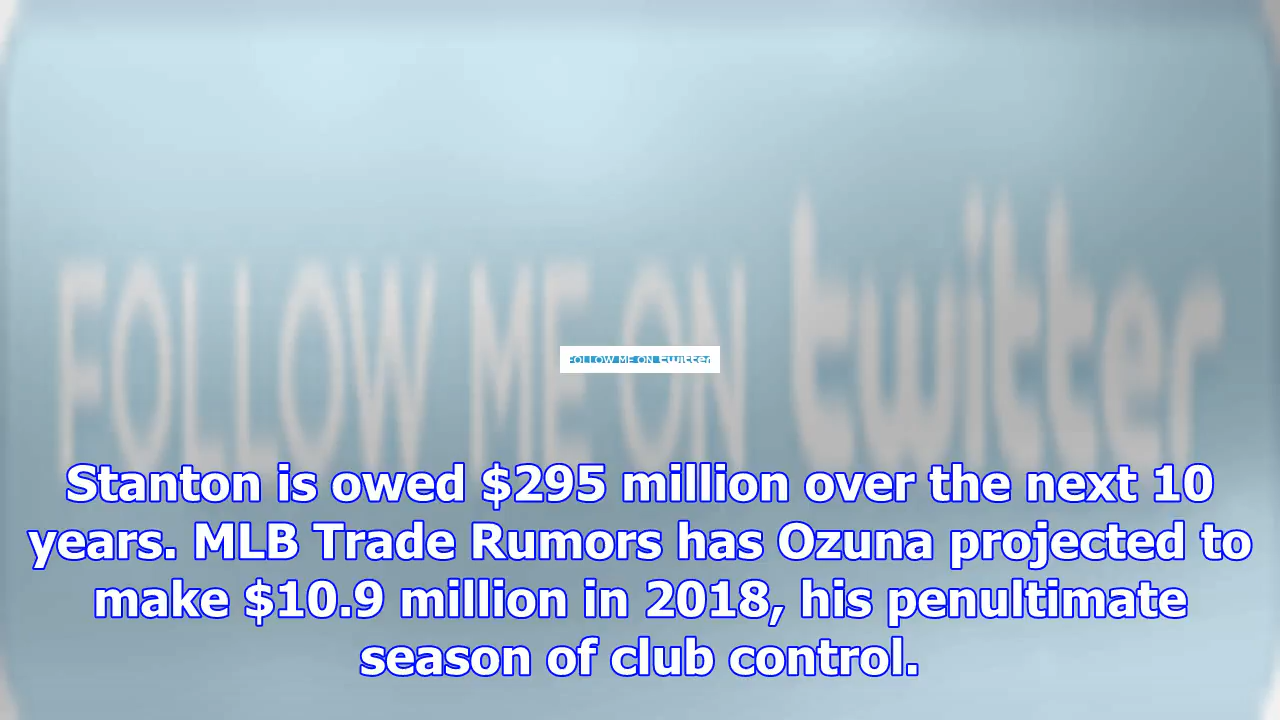 FOLLOW ME ON twitter
FOLLOW ME ON twitter
Stanton is owed $295 million over the next 10
years. MLB Trade Rumors has Ozuna projected to
make $10.9 million in 2018, his penultimate
season of club control.